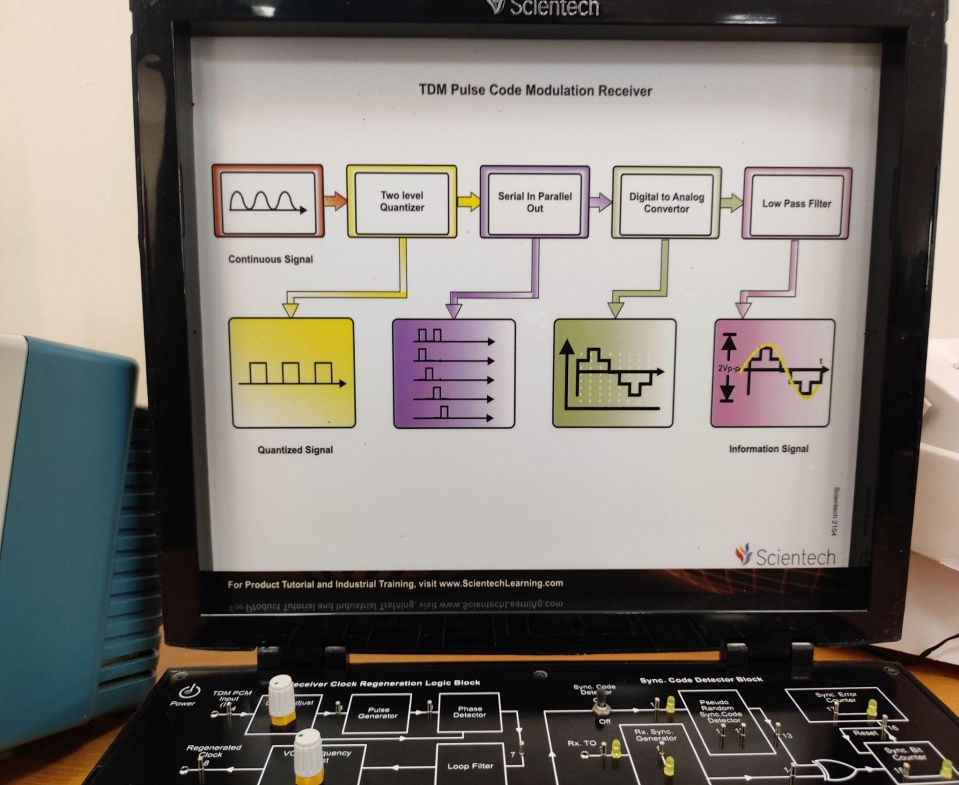 Scientech
TDM Pulse Code Modulation Receiver
Two level
Quantizer
Serial In Parallel
Out
Digital to Analog
Convertor
Low Pass Filter
Continuous Signal
2Vp-p
t
Quantized Signal
Information Signal
Scientech 2154
Scientech
For Product Tutorial and Industrial Training, visit www.ScientechLearning.com
Receiver Clock Regeneration Logic Block
Sync. Code Detector Block
Power
TDM PCM
Input
Pulse
Generator
Phase
Detector
Sync. Code
Off
Pseudo
Random
Sync.Code
Detector
Sync. Error
Counter
Reset
Regenerated
Clock
Loop Filter
7
Rx. TO
Rx. Sync.
Generator
13
Sync. Bit
Counter